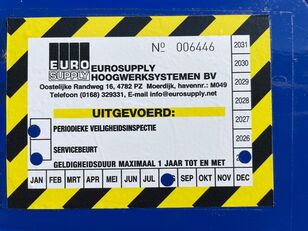 EURO
SUPPLY
Nº 006446
EUROSUPPLY
HOOGWERKSYSTEMEN BV
Oostelijke Randweg 16, 4782 PZ Moerdijk, havennr.: M049
Telefoon (0168) 329331, E-mail info@eurosupply.net
UITGEVOERD:
PERIODIEKE VEILIGHEIDSINSPECTIE
SERVICEBEURT
GELDIGHEIDSDUUR MAXIMAAL 1 JAAR TOT EN MET
2031
2030
2029
2028
2027
2026
JAN FEB MRT APR MEI JUN JUL SEP OKT NOV DEC